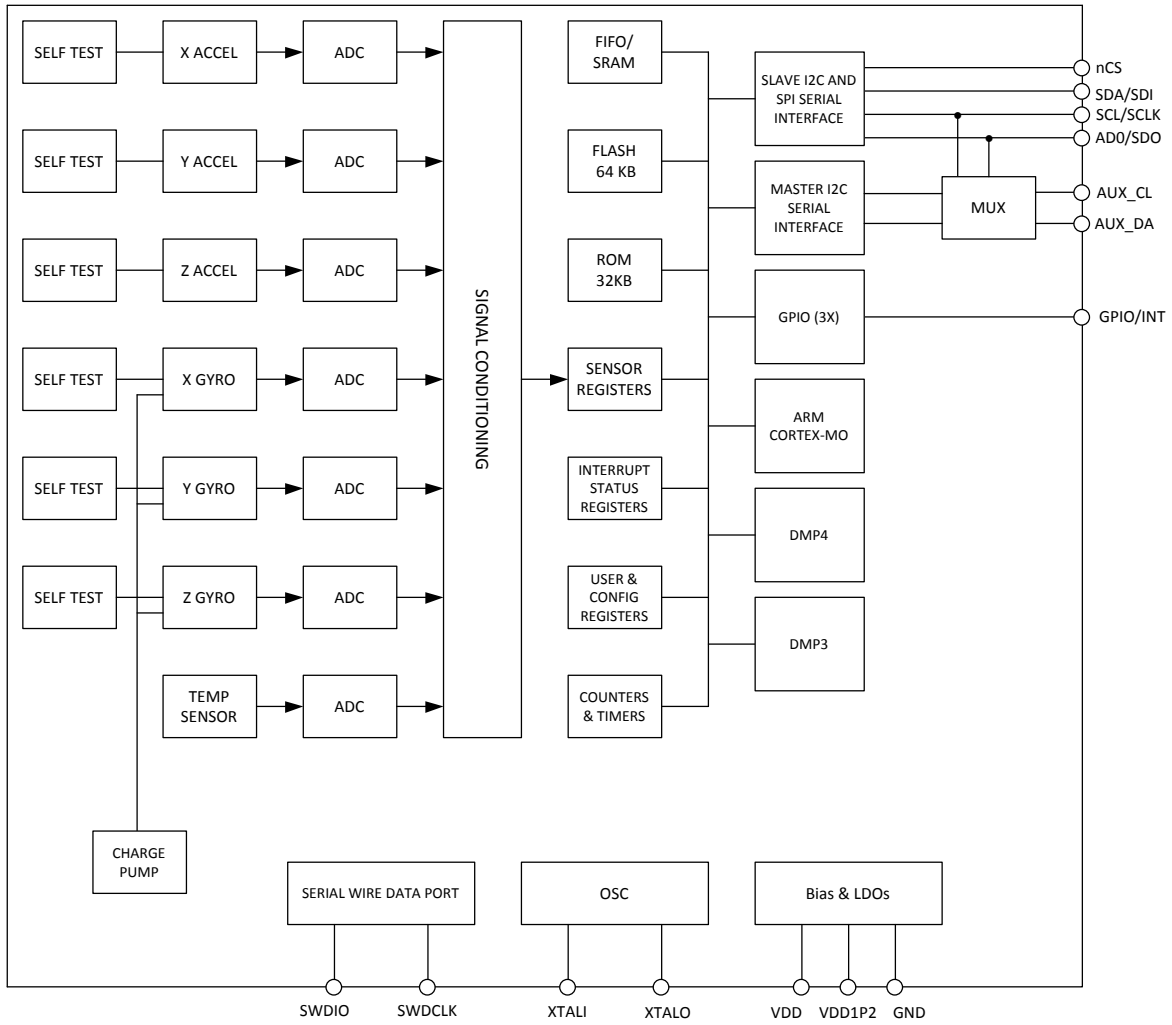 SELF TEST
X ACCEL
ADC
SELF TEST
Y ACCEL
ADC
SELF TEST
Z ACCEL
ADC
SELF TEST
X GYRO
ADC
SELF TEST
Y GYRO
ADC
SELF TEST
Z GYRO
ADC
TEMP
SENSOR
ADC
CHARGE
PUMP
SIGNAL CONDITIONING
FIFO/
SRAM
FLASH
64 KB
ROM
32KB
SENSOR
REGISTERS
INTERRUPT
STATUS
REGISTERS
USER &
CONFIG
REGISTERS
COUNTERS
& TIMERS
SLAVE I2C AND
SPI SERIAL
INTERFACE
MASTER I2C
SERIAL
INTERFACE
MUX
GPIO (3X)
ARM
CORTEX-MO
DMP4
DMP3
nCS
SDA/SDI
SCL/SCLK
AD0/SDO
AUX_CL
AUX_DA
GPIO/INT
SERIAL WIRE DATA PORT
OSC
Bias & LDOs
SWDIO
SWDCLK
XTALI
XTALO
VDD
VDD1P2
GND